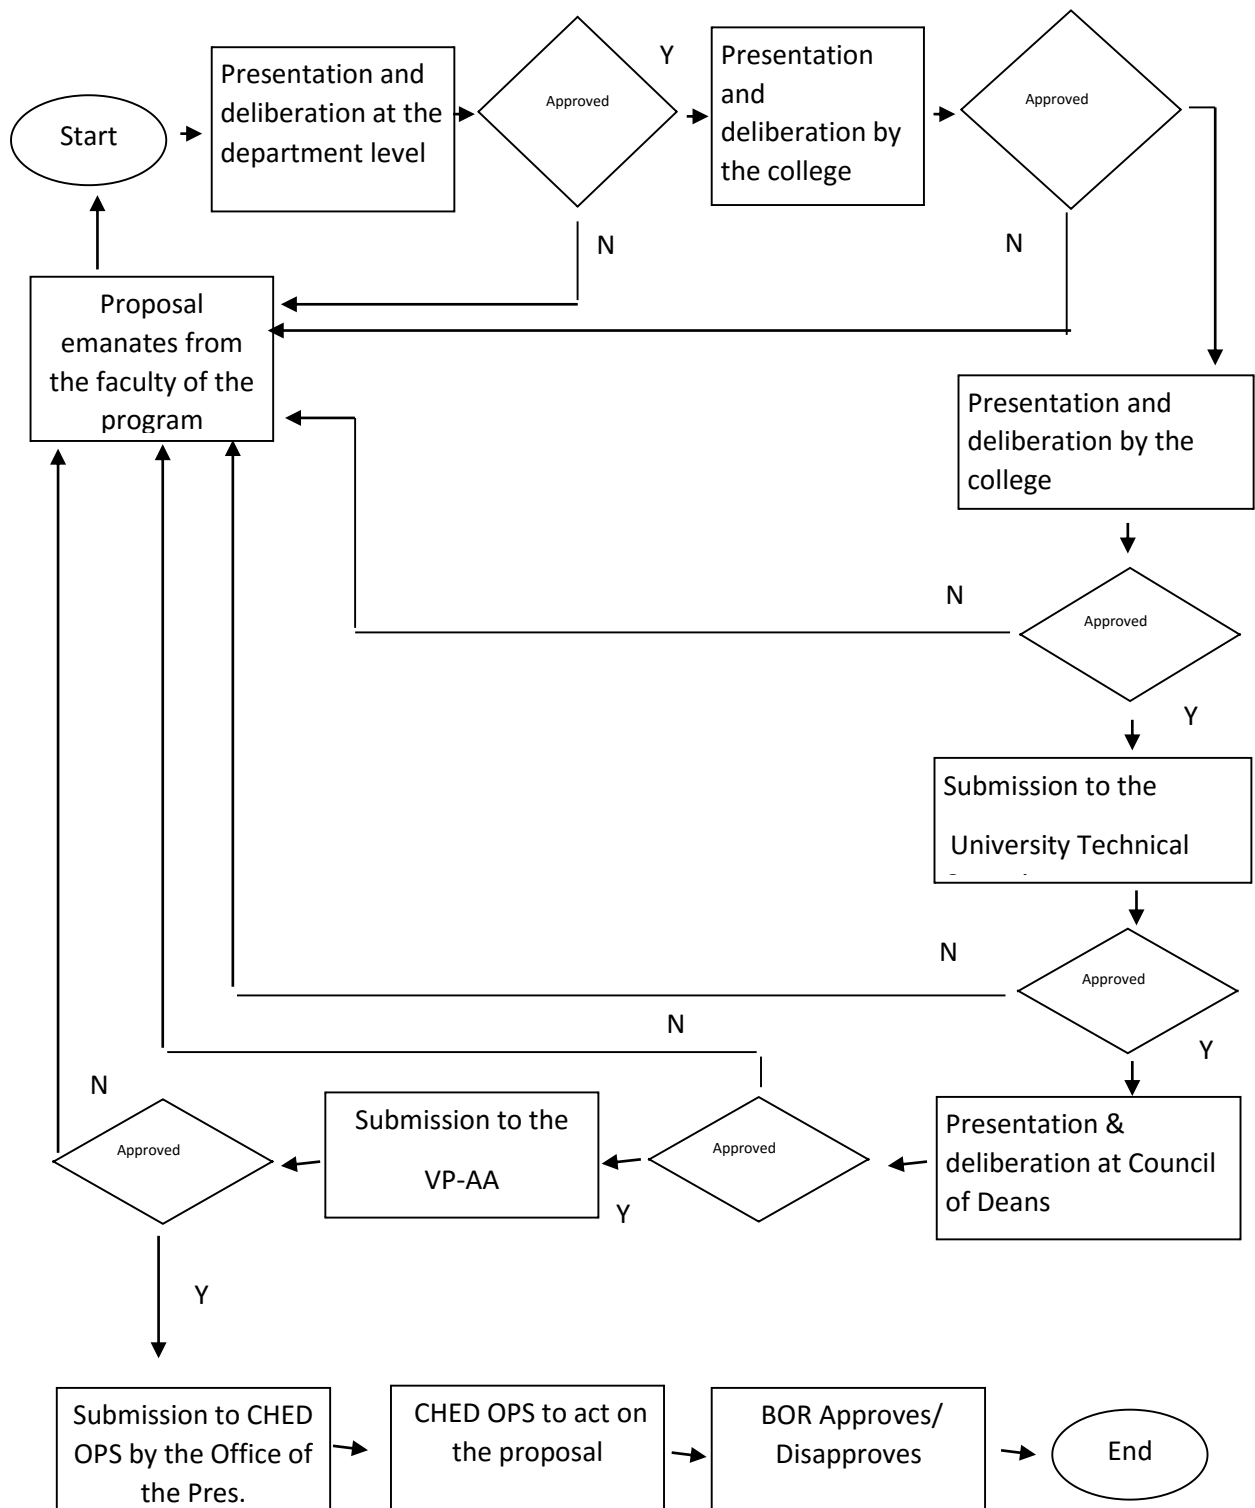 Start
Presentation and
deliberation at the
department level
Approved
Y
Presentation
and
deliberation by
the college
Approved
N
N
Proposal
emanates from
the faculty of the
program
Presentation and
deliberation by the
college
N
Approved
Y
Submission to the
University Technical
N
Approved
Y
N
Presentation &
deliberation at Council
of Deans
Approved
Y
Submission to the
VP-AA
N
Approved
Y
Submission to CHED
OPS by the Office of
the Pres.
CHED OPS to act on
the proposal
BOR Approves/
Disapproves
End